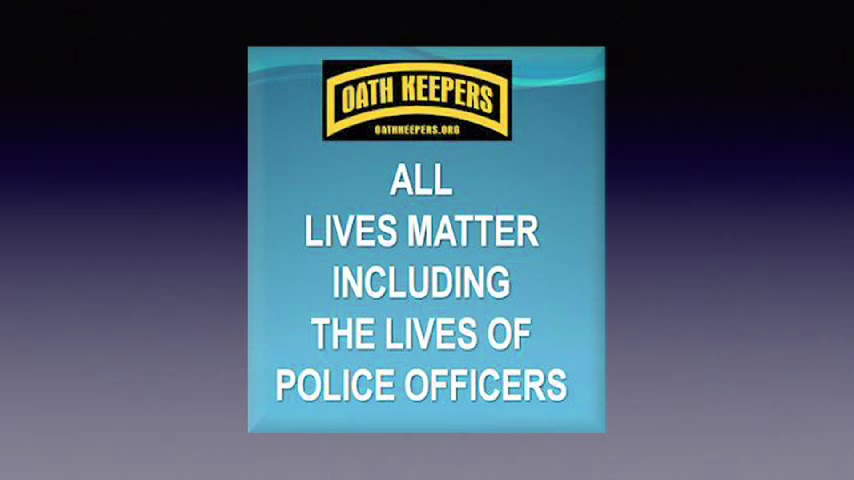 OATH KEEPERS
OATHKEEPERS.ORG
ALL
LIVES MATTER
INCLUDING
THE LIVES OF
POLICE OFFICERS